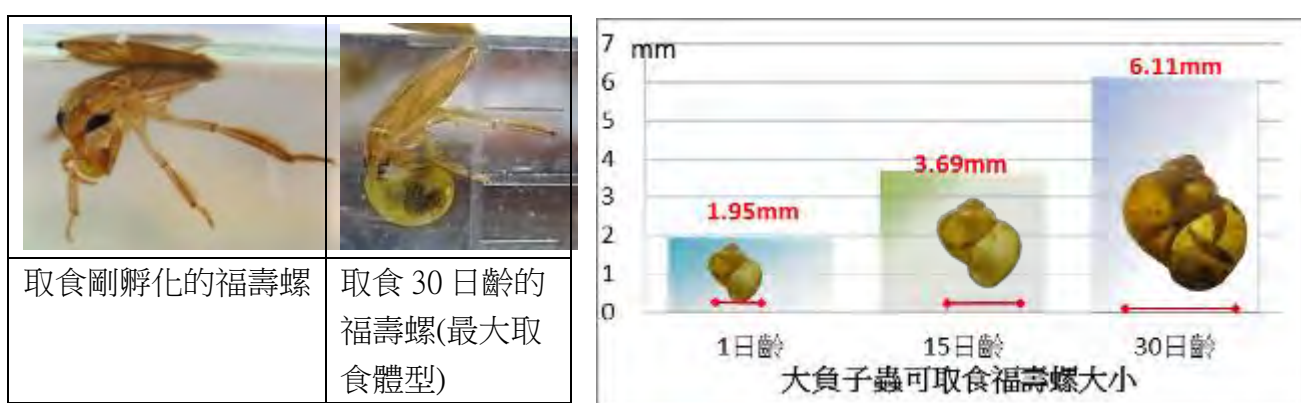 取食剛孵化的福壽螺
取食 30 日齡的
福壽螺(最大取
食體型)
7
mm
6
5
4
3
2
1
0
1.95mm
3.69mm
6.11mm
1日齡
15日齡
30日齡
大負子蟲可取食福壽螺大小